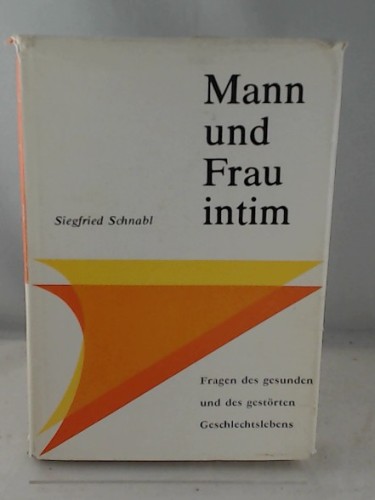 Mann
und
Frau
intim
Siegfried Schnabl
Fragen des gesunden
und des gestörten
Geschlechtslebens